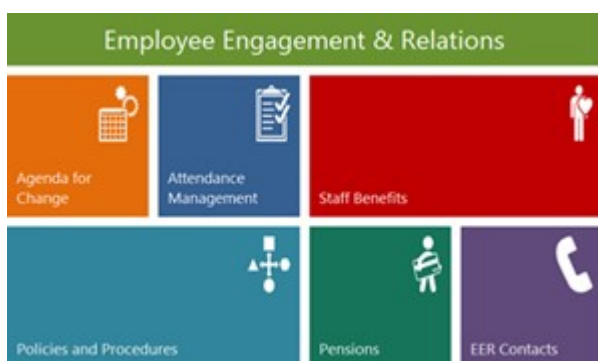 Employee Engagement & Relations
Agenda for
Change
Attendance
Management
Staff Benefits
Policies and Procedures
Pensions
EER Contacts